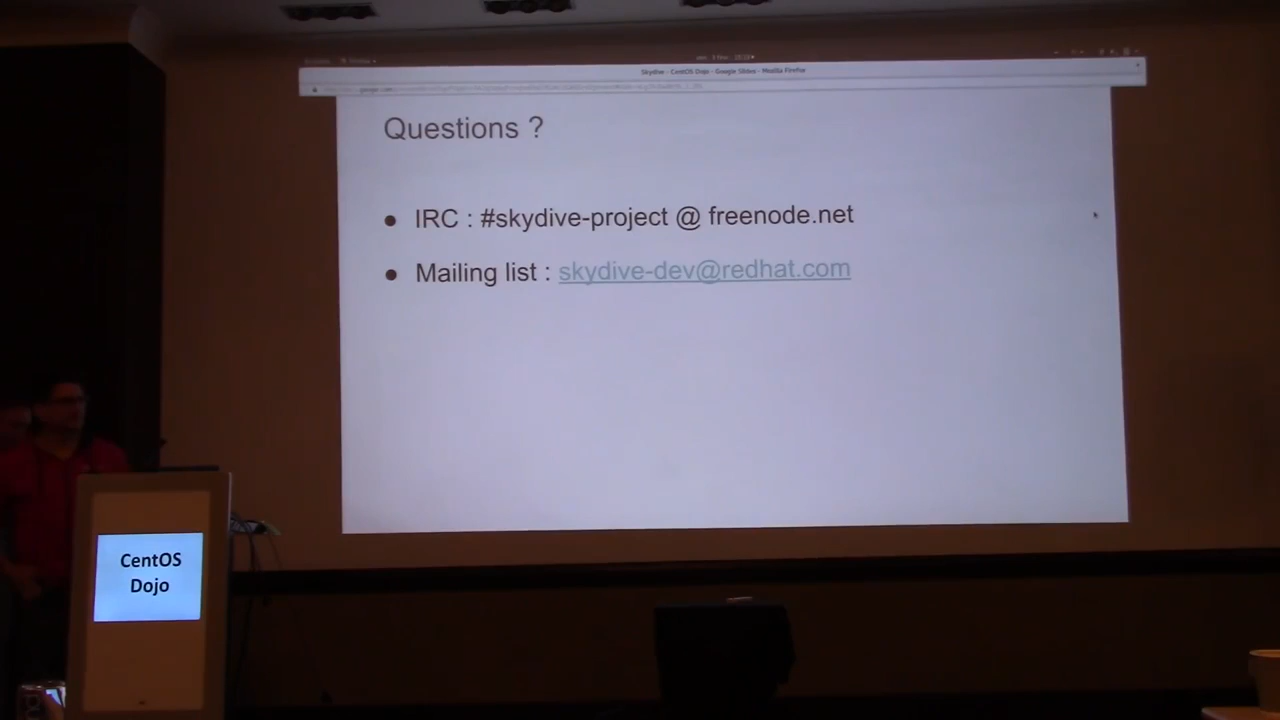 Skydive - CentOS Dojo - Google Slides - Mozilla Firefox
Questions ?
● IRC : #skydive-project @ freenode.net
● Mailing list : skydive-dev@redhat.com
CentOS
Dojo